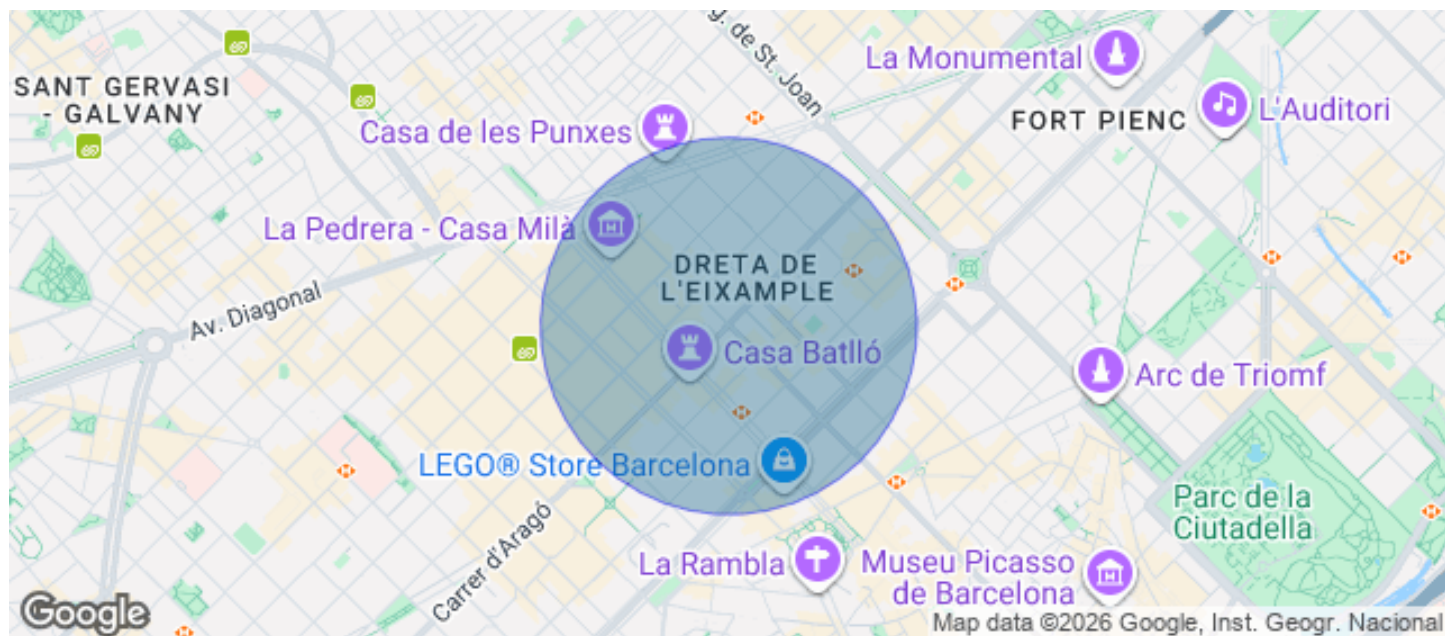 g. de St. Joan
La Monumental
SANT GERVASI
- GALVANY
FORT PIENC
L'Auditori
Casa de les Punxes
La Pedrera - Casa Milà
DRETA DE
L'EIXAMPLE
Av. Diagonal
Casa Batlló
Arc de Triomf
LEGO® Store Barcelona
Parc de la
Ciutadella
Carrer d'Aragó
La Rambla
Museu Picasso
de Barcelona
Google
Map data ©2026 Google, Inst. Geogr. Nacional